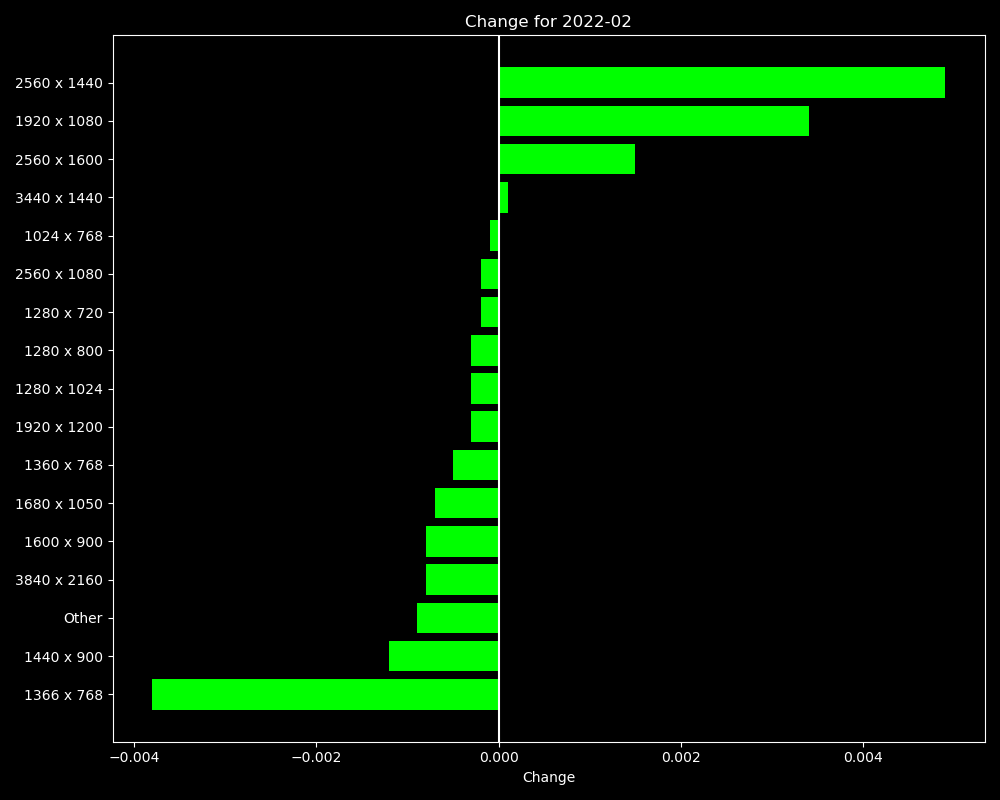 Change for 2022-02
2560 x 1440
1920 x 1080
2560 x 1600
3440 x 1440
1024 x 768
2560 x 1080
1280 x 720
1280 x 800
1280 x 1024
1920 x 1200
1360 x 768
1680 x 1050
1600 x 900
3840 x 2160
Other
1440 x 900
1366 x 768
−0.004 −0.002 0.000 0.002 0.004
Change